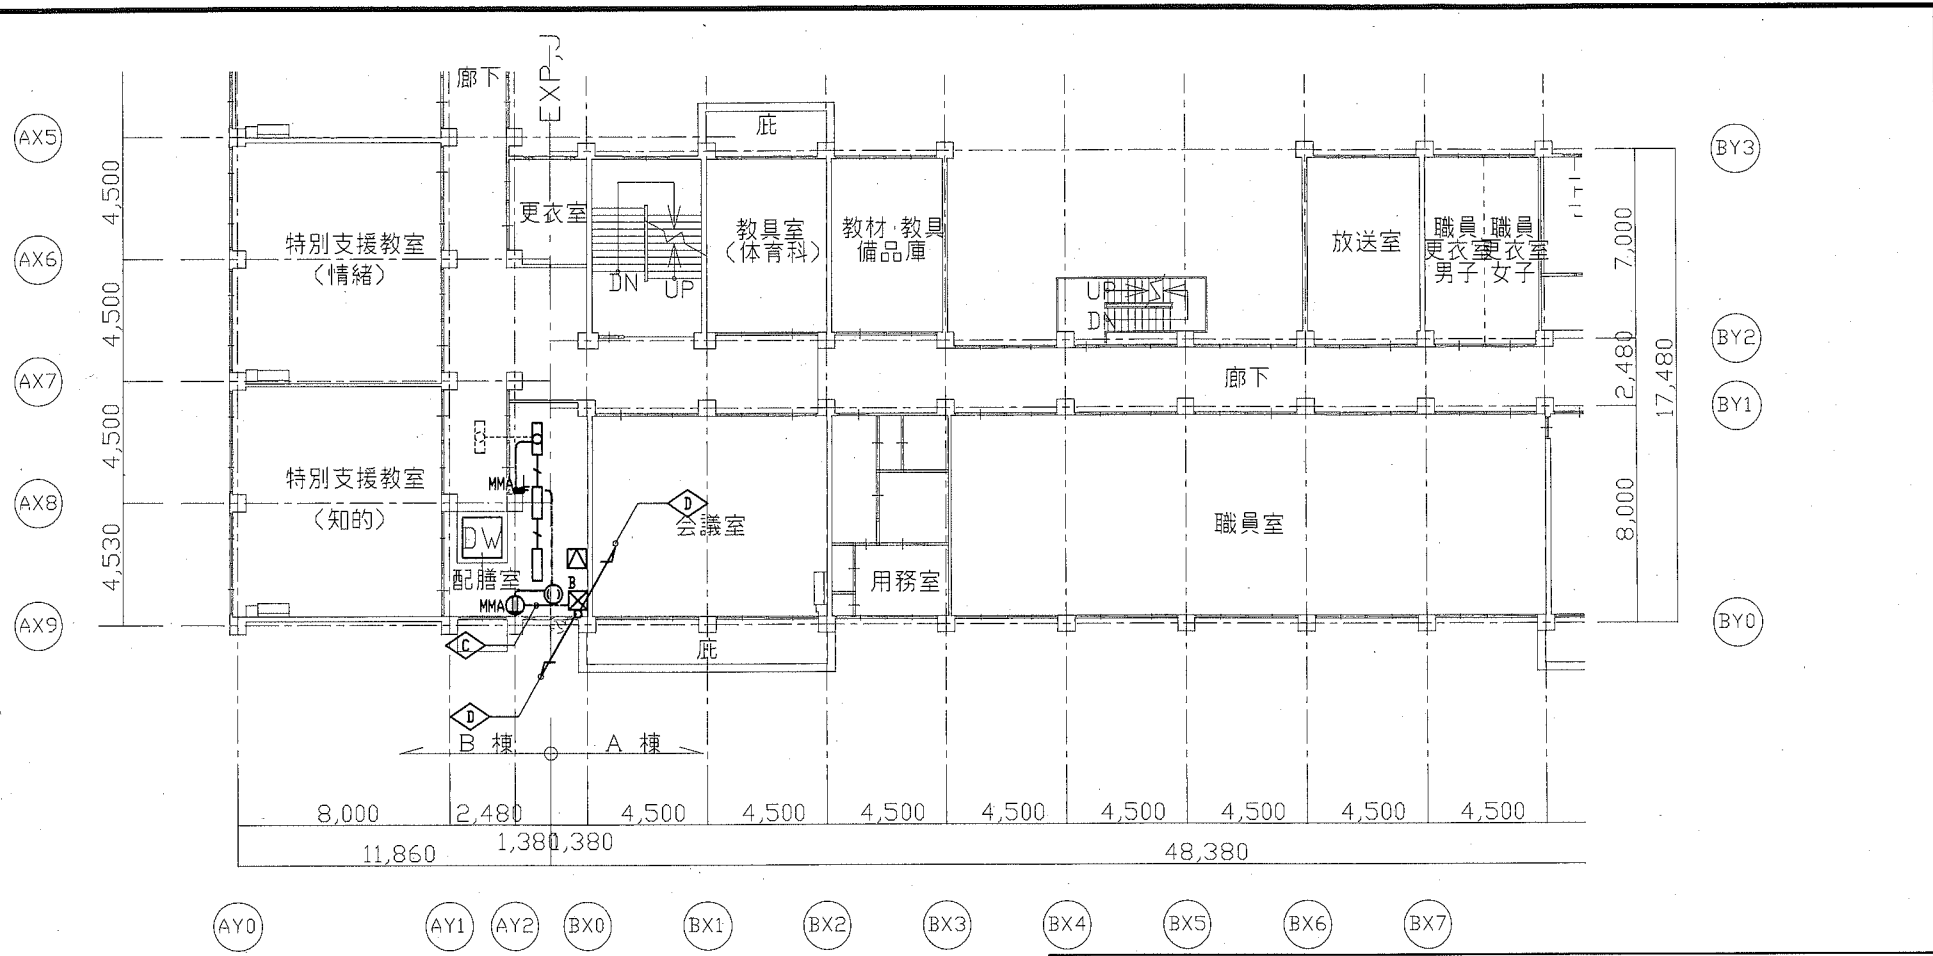 廊下
EXP,J
AX5
庇
BY3
4,500
更衣室
特別支援教室
(情緒)
AX6
教具室
(体育科)
教材・教具
備品庫
放送室
職員
更衣室
男子
職員
更衣室
女子
7,000
DN
UP
UP
DN
4,500
BY2
AX7
廊下
2,480
17,480
BY1
4,500
特別支援教室
(知的)
MMA
AX8
D
会議室
職員室
8,000
DW
4,530
配膳室
B
用務室
MMA
AX9
BY0
C
庇
D
B 棟
A 棟
8,000
2,480
4,500
4,500
4,500
4,500
4,500
4,500
4,500
4,500
1,380
1,380
11,860
48,380
AY0
AY1
AY2
BX0
BX1
BX2
BX3
BX4
BX5
BX6
BX7